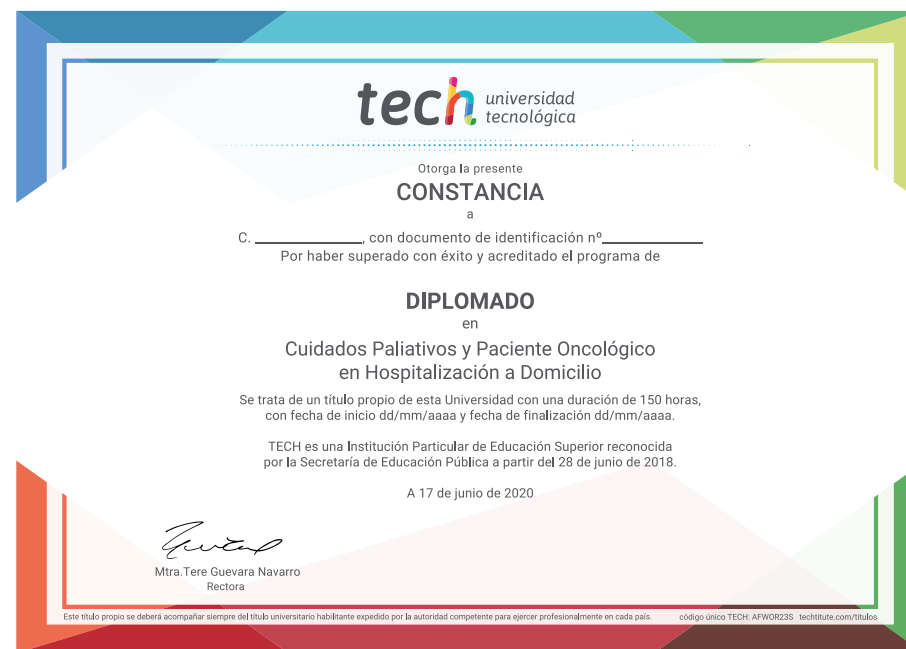 tech universidad
tecnológica
Otorga la presente
CONSTANCIA
a
C. ____________, con documento de identificación nº____________
Por haber superado con éxito y acreditado el programa de
DIPLOMADO
en
Cuidados Paliativos y Paciente Oncológico
en Hospitalización a Domicilio
Se trata de un título propio de esta Universidad con una duración de 150 horas,
con fecha de inicio dd/mm/aaaa y fecha de finalización dd/mm/aaaa.
TECH es una Institución Particular de Educación Superior reconocida
por la Secretaría de Educación Pública a partir del 28 de junio de 2018.
A 17 de junio de 2020
Mtra.Tere Guevara Navarro
Rectora
Este título propio se deberá acompañar siempre del título universitario habilitante expedido por la autoridad competente para ejercer profesionalmente en cada país.
código único TECH: AFWOR23S techtitute.com/titulos